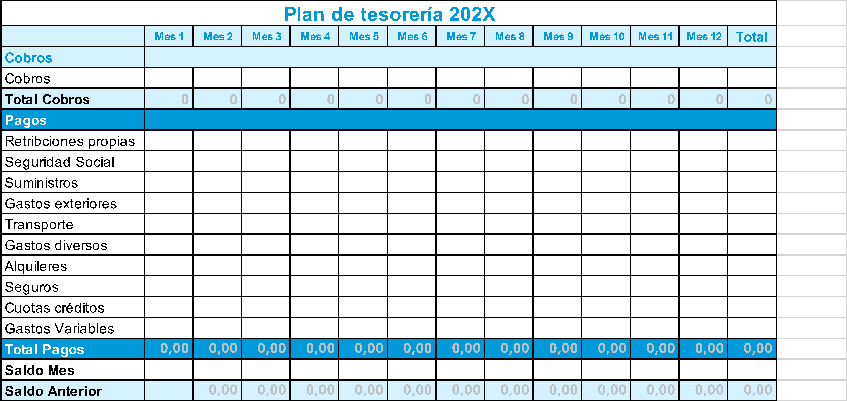 Plan de tesorería 202X
Mes 1 Mes 2 Mes 3 Mes 4 Mes 5 Mes 6 Mes 7 Mes 8 Mes 9 Mes 10 Mes 11 Mes 12 Total
Cobros
Cobros
Total Cobros 0 0 0 0 0 0 0 0 0 0 0 0 0
Pagos
Retribciones propias
Seguridad Social
Suministros
Gastos exteriores
Transporte
Gastos diversos
Alquileres
Seguros
Cuotas créditos
Gastos Variables
Total Pagos 0,00 0,00 0,00 0,00 0,00 0,00 0,00 0,00 0,00 0,00 0,00 0,00 0,00
Saldo Mes
Saldo Anterior 0,00 0,00 0,00 0,00 0,00 0,00 0,00 0,00 0,00 0,00 0,00 0,00